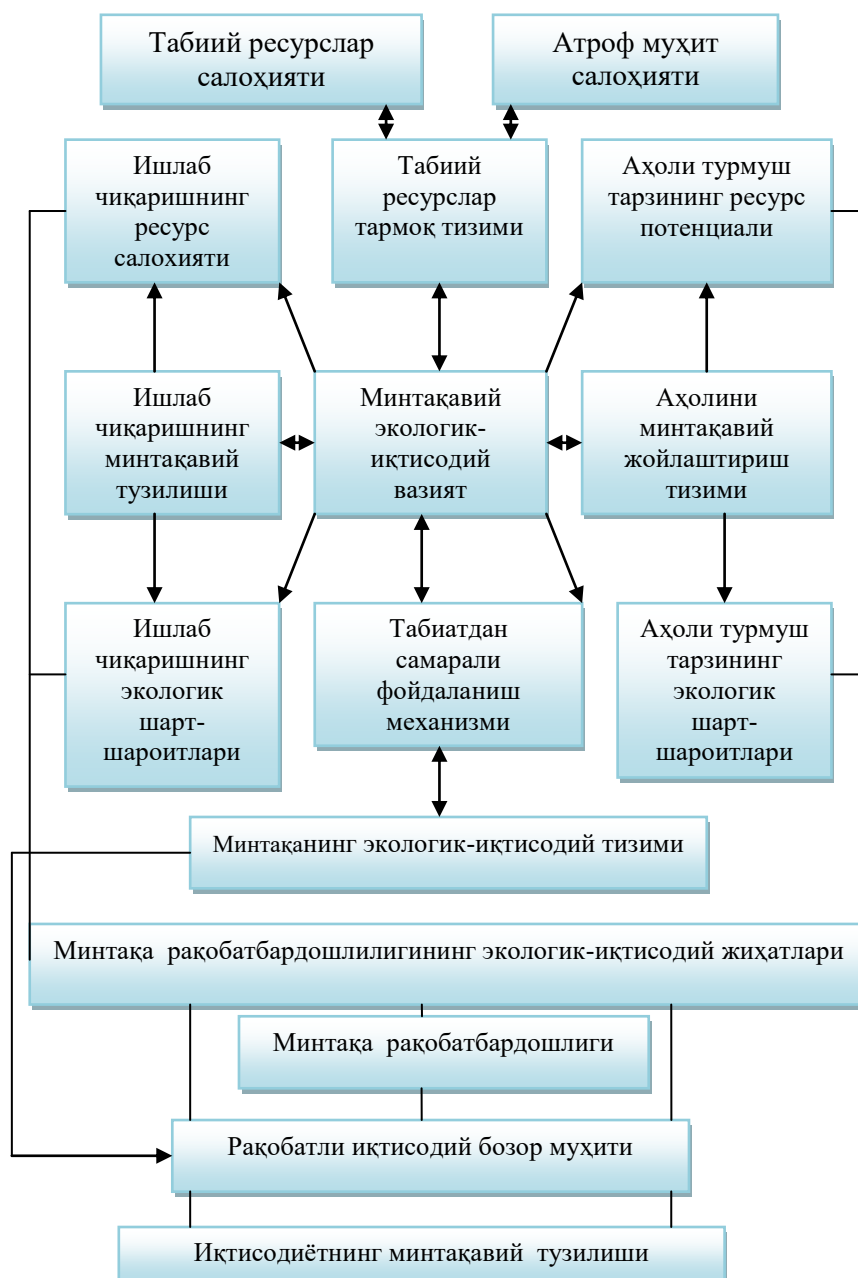 Табиий ресурслар
салоҳияти
Атроф муҳит
салоҳияти
Ишлаб
чиқаришнинг
ресурс
салохияти
Табиий
ресурслар
тармоқ тизими
Аҳоли турмуш
тарзининг ресурс
потенциали
Ишлаб
чиқаришнинг
минтақавий
тузилиши
Минтақавий
экологик-
иқтисодий
вазият
Аҳолини
минтақавий
жойлаштириш
тизими
Ишлаб
чиқаришнинг
экологик
шарт-
шароитлари
Табиатдан
самарали
фойдаланиш
механизми
Аҳоли турмуш
тарзининг
экологик
шарт-
шароитлари
Минтақанинг экологик-иқтисодий тизими
Минтақа рақобатбардошлилигининг экологик-иқтисодий жиҳатлари
Минтақа рақобатбардошлиги
Рақобатли иқтисодий бозор муҳити
Иқтисодиётнинг минтақавий тузилиши